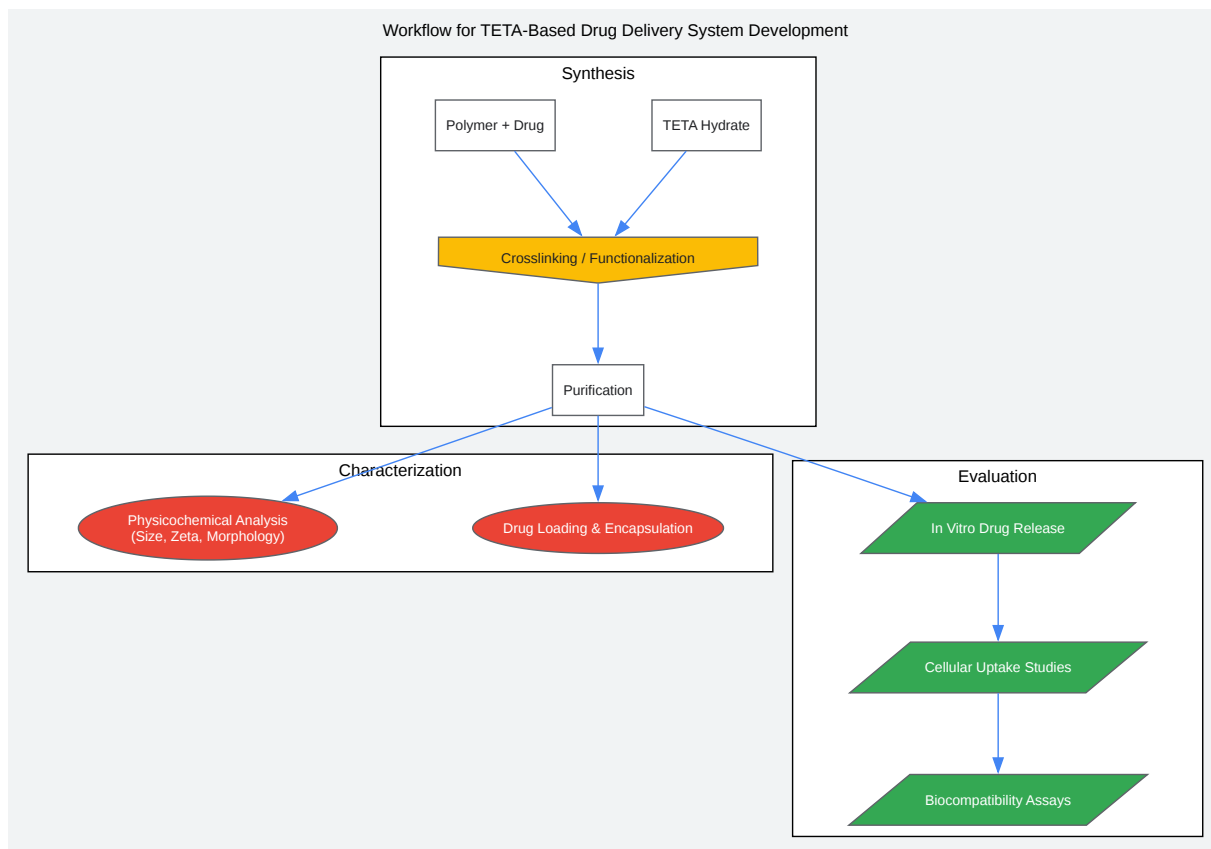 Workflow for TETA-Based Drug Delivery System Development
Synthesis
Polymer + Drug
TETA Hydrate
Crosslinking / Functionalization
Purification
Characterization
Physicochemical Analysis
(Size, Zeta, Morphology)
Drug Loading & Encapsulation
Evaluation
In Vitro Drug Release
Cellular Uptake Studies
Biocompatibility Assays